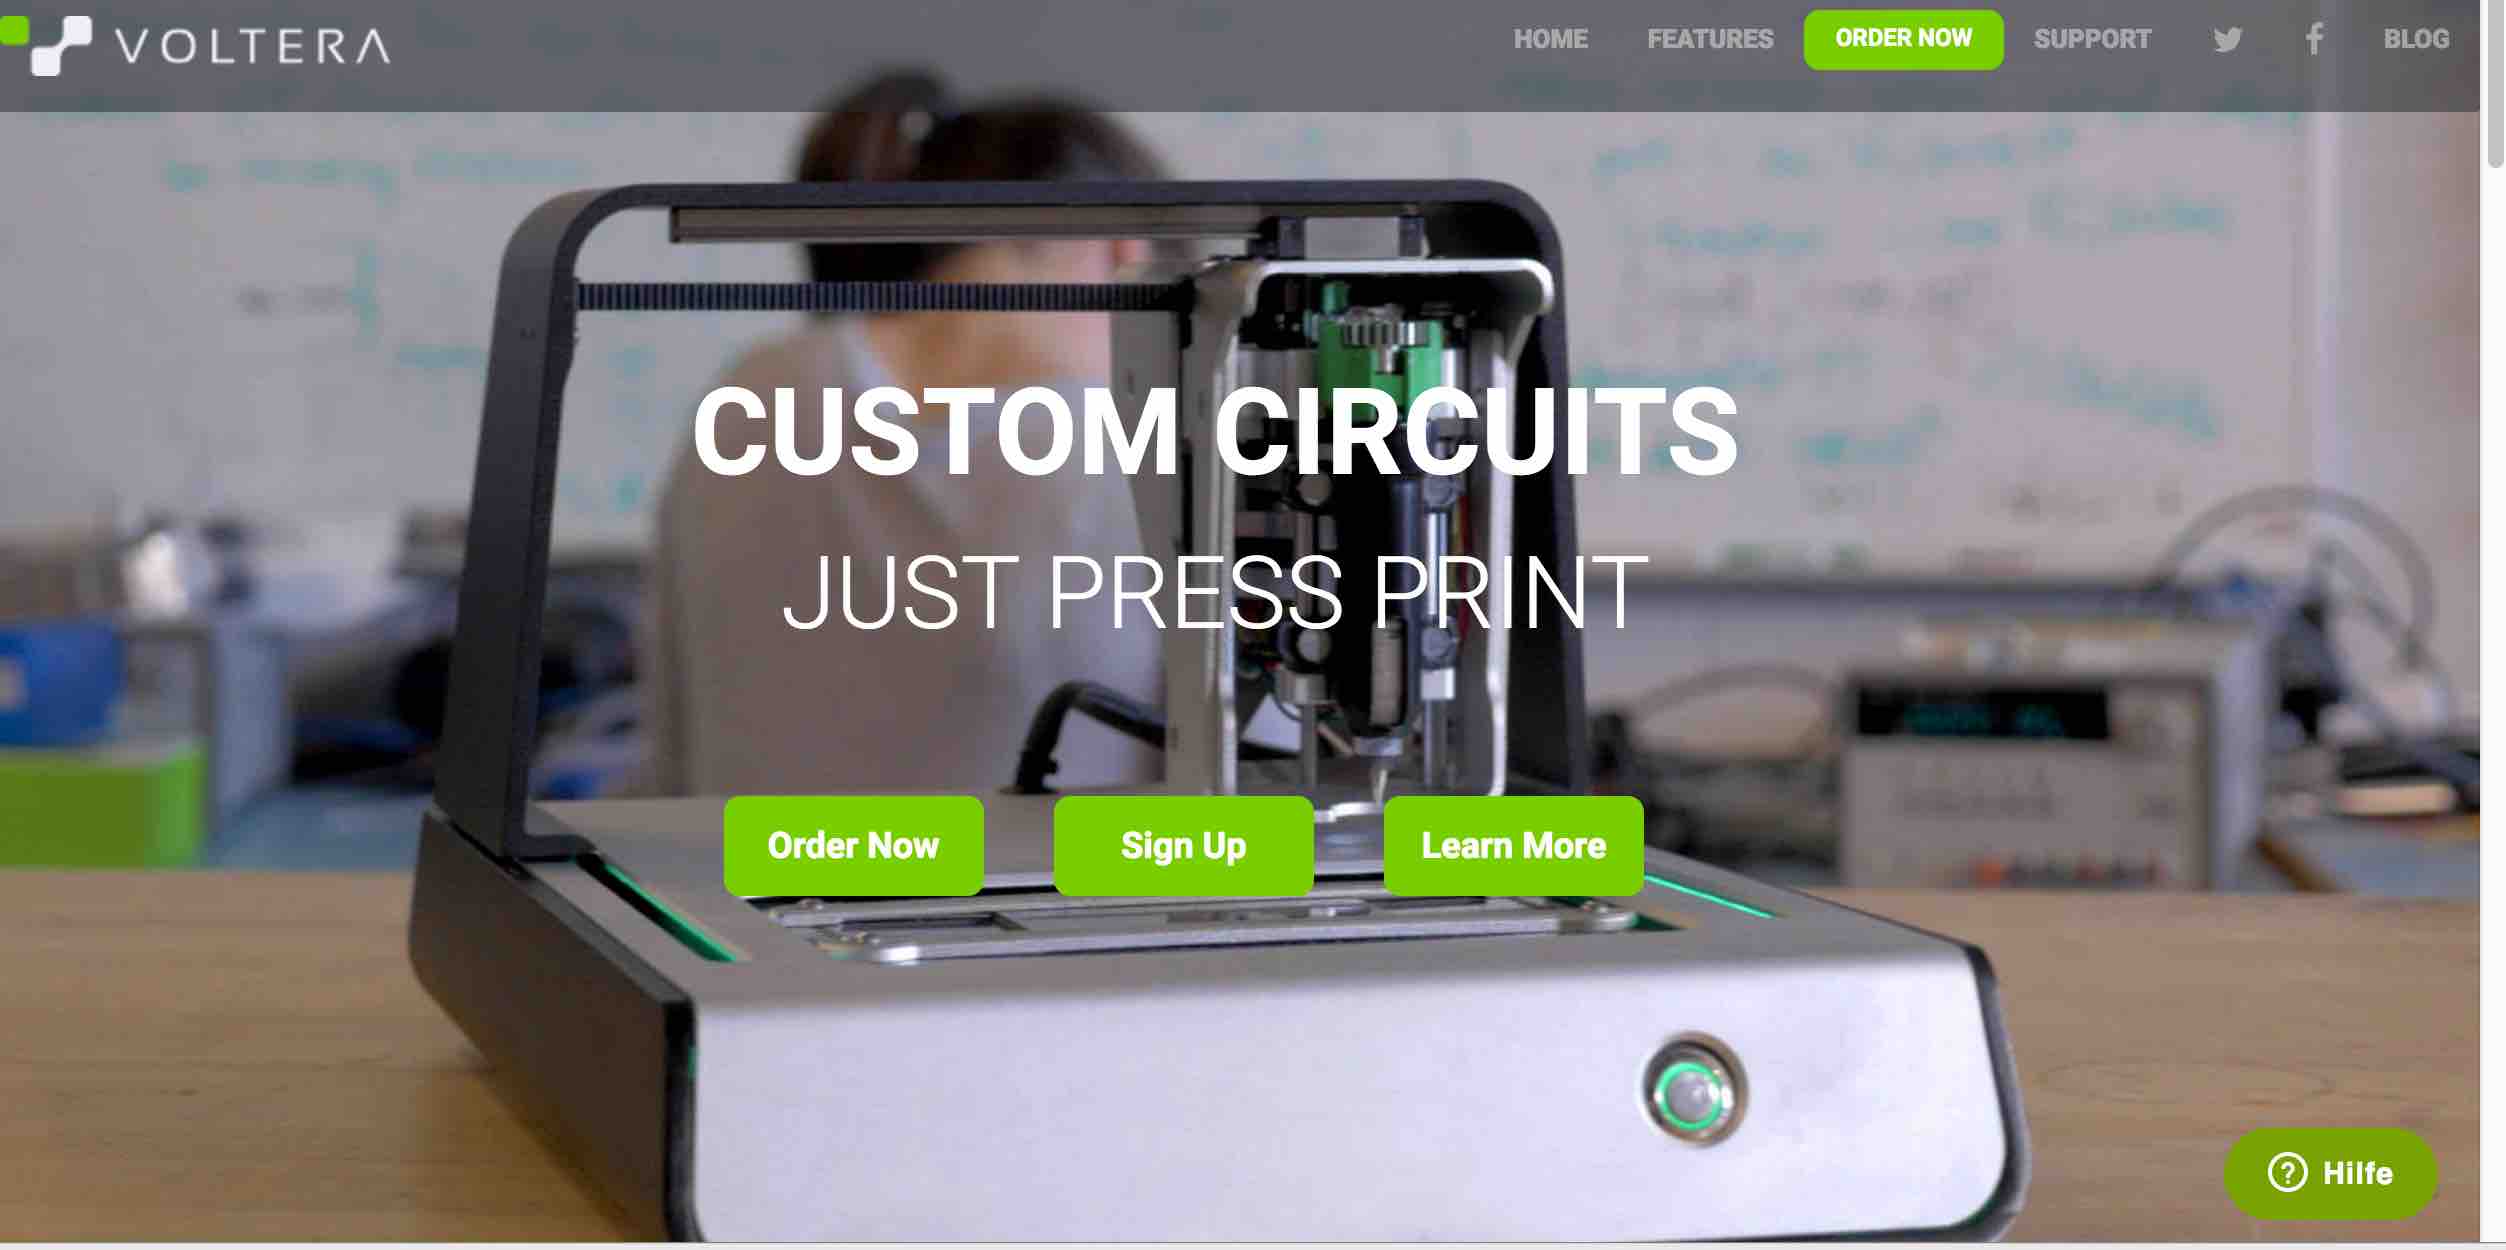 VOLTERA
HOME FEATURES ORDER NOW SUPPORT BLOG
CUSTOM CIRCUITS
JUST PRESS PRINT
Order Now Sign Up Learn More
Hilfe